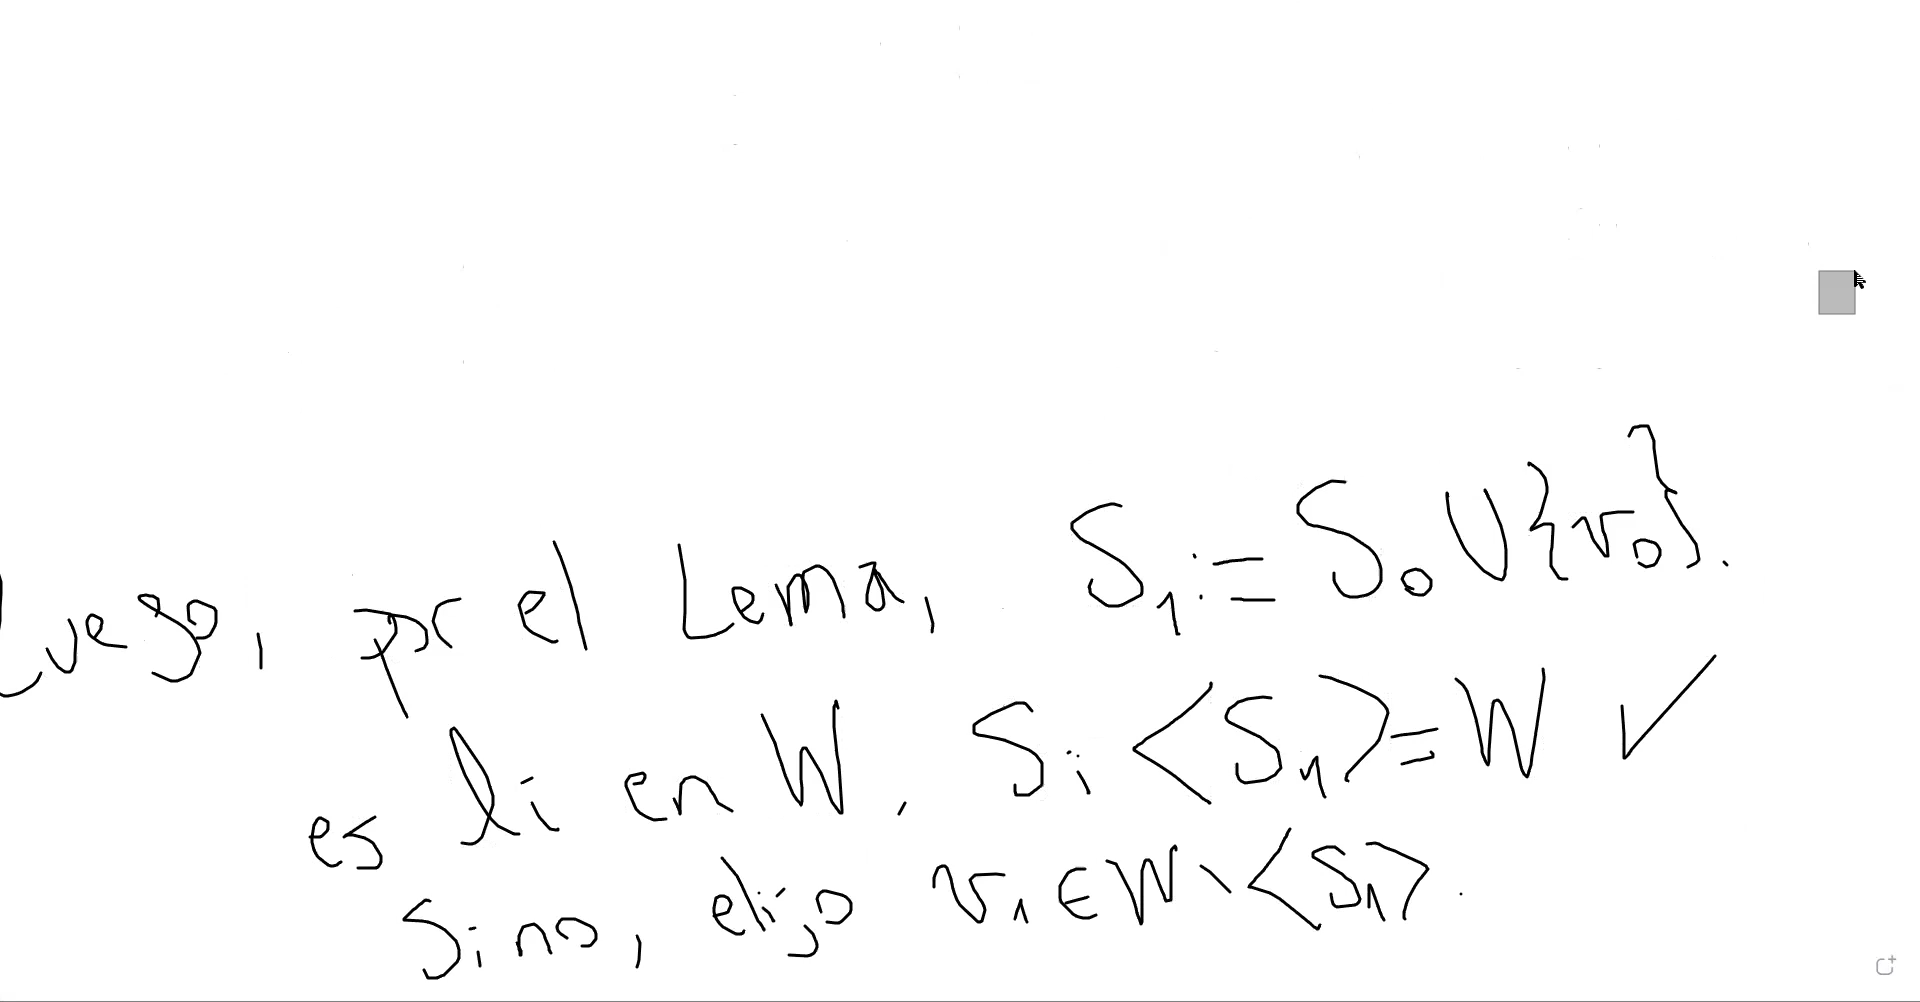 Luego, por el Lema, S₁ := S₀ ∪ {v₀}.
es li en W. Si <S₁> = W ✓
Sino, elijo v₁ ∈ W \ <S₁>.